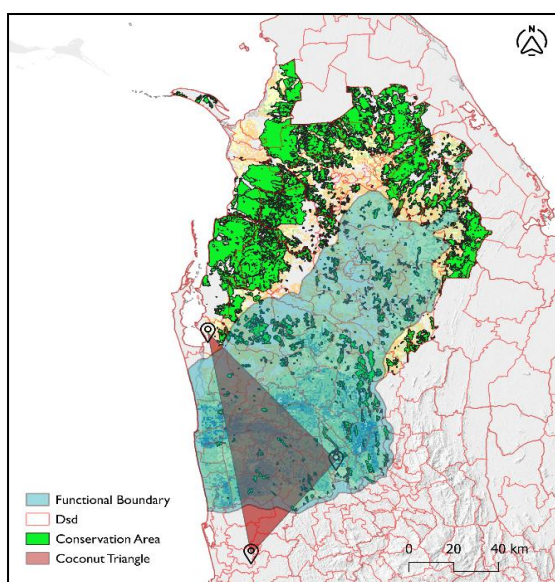 N
Functional Boundary
Dsd
Conservation Area
Coconut Triangle
0 20 40 km